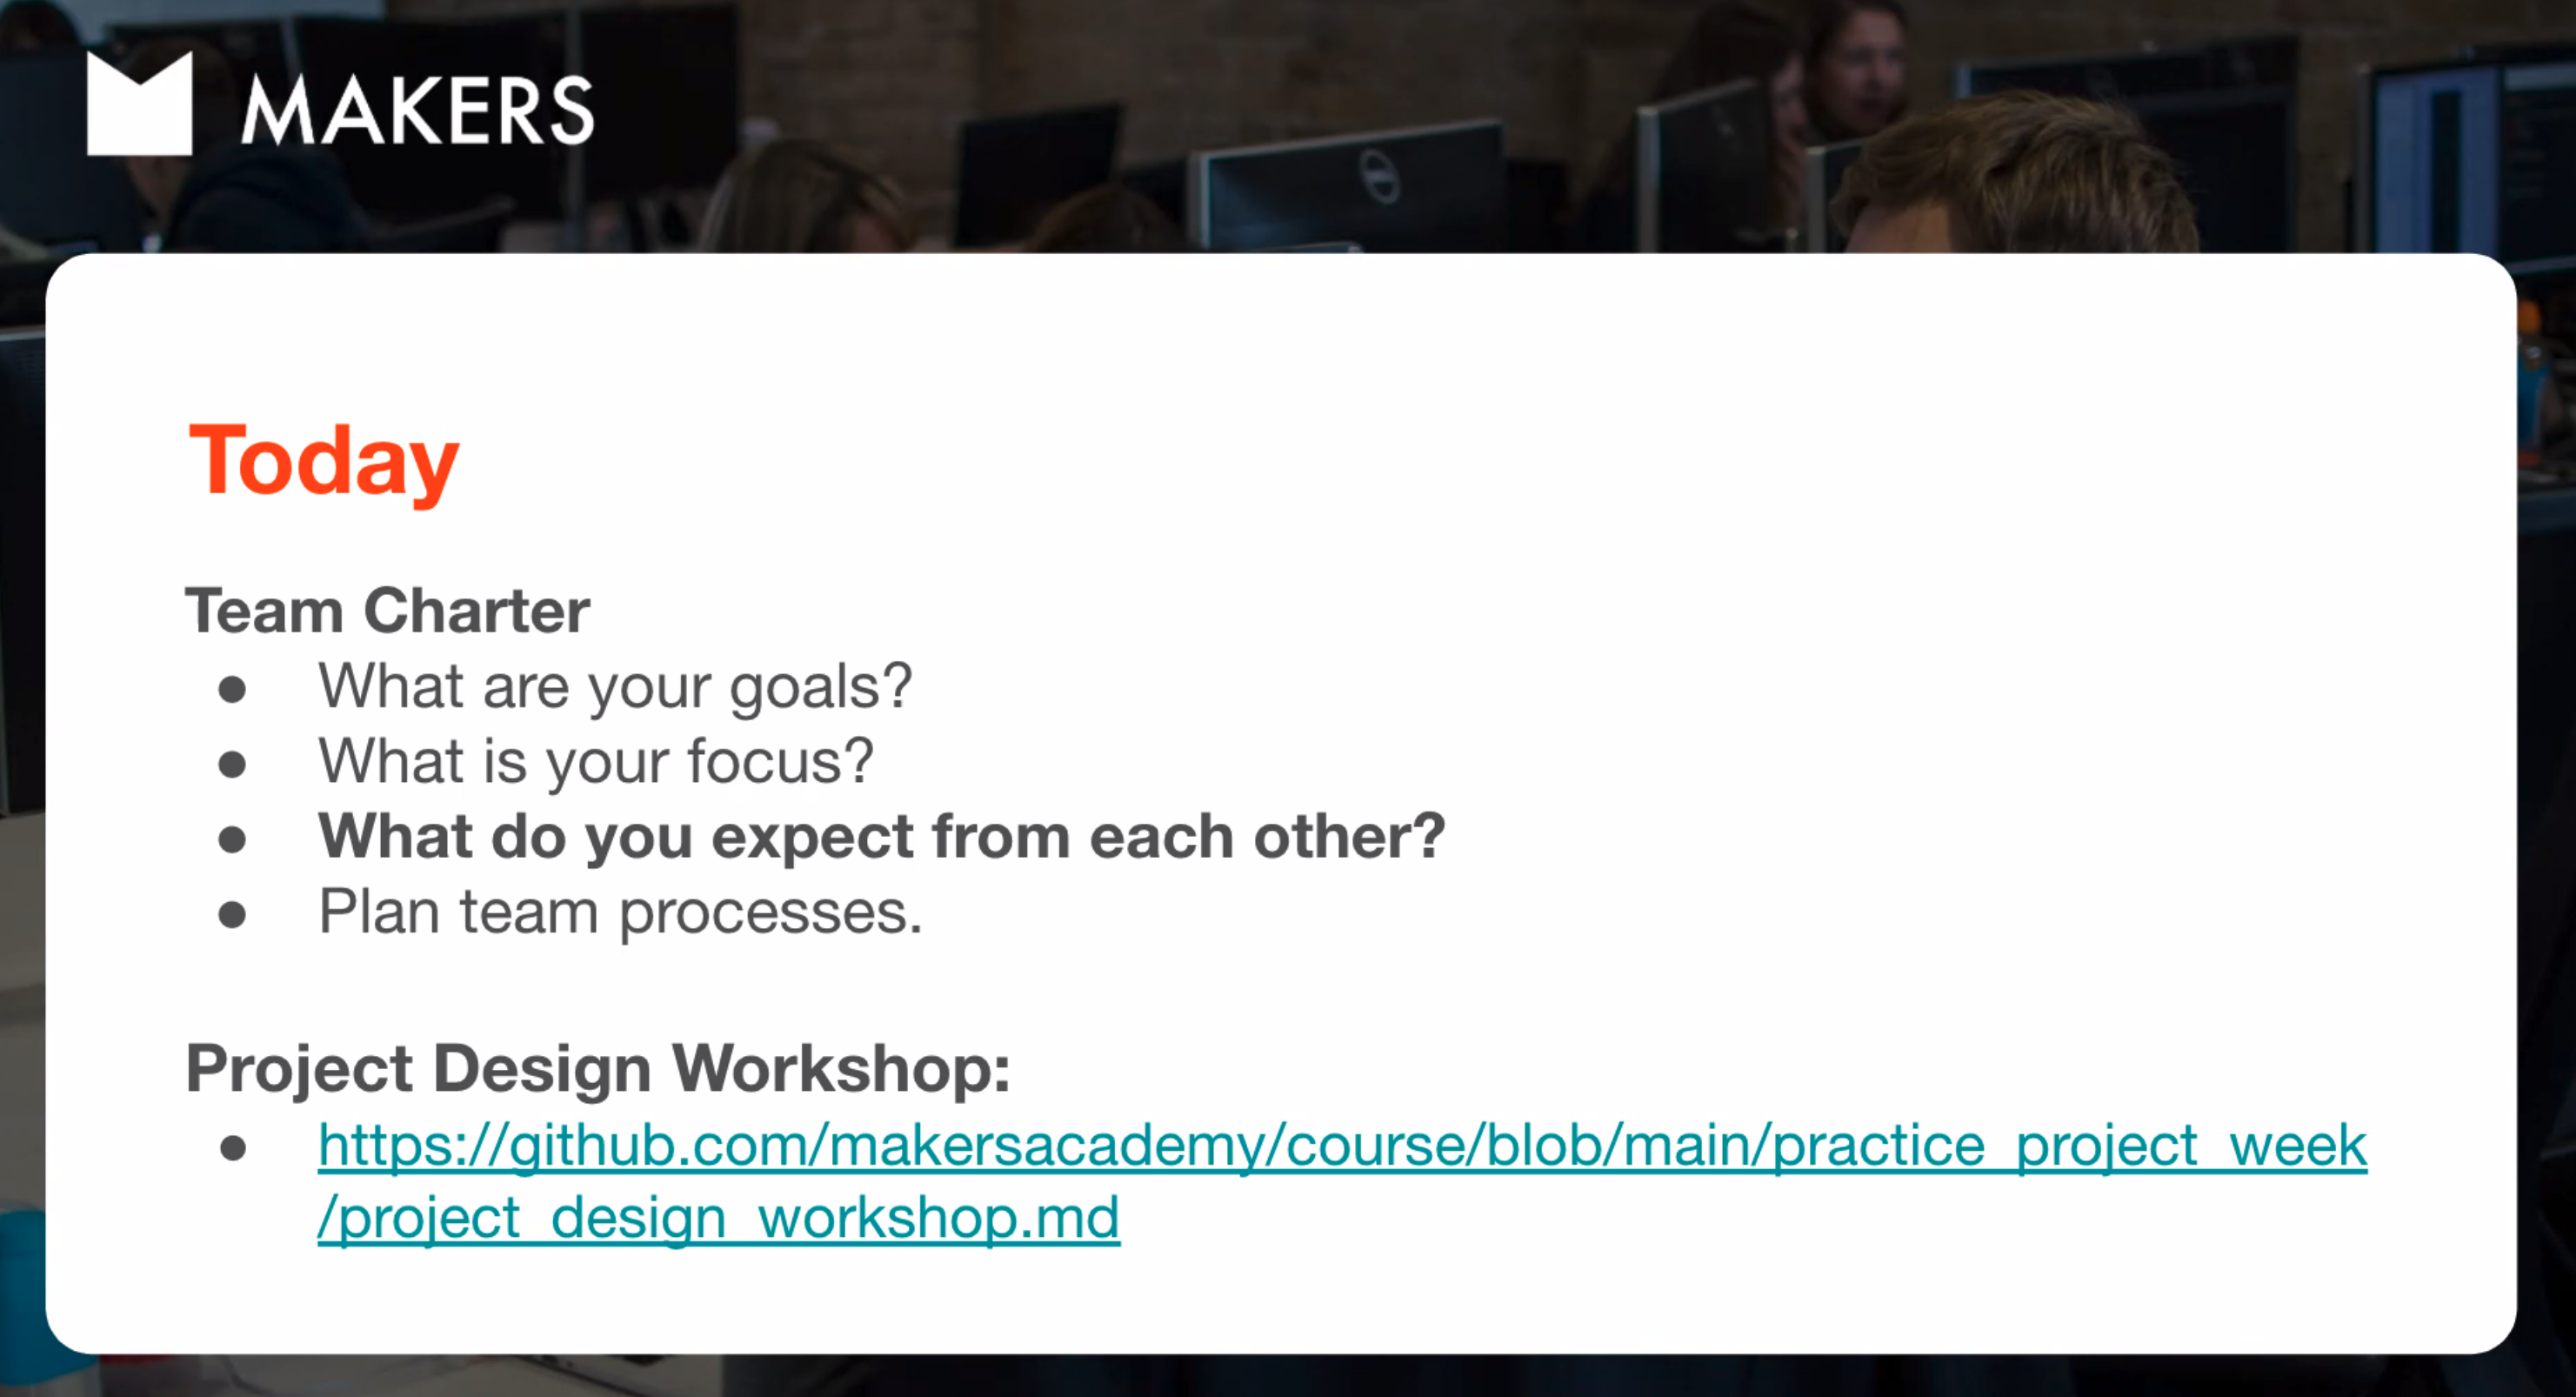 MAKERS
Today
Team Charter
● What are your goals?
● What is your focus?
● What do you expect from each other?
● Plan team processes.
Project Design Workshop:
● https://github.com/makersacademy/course/blob/main/practice_project_week
/project_design_workshop.md